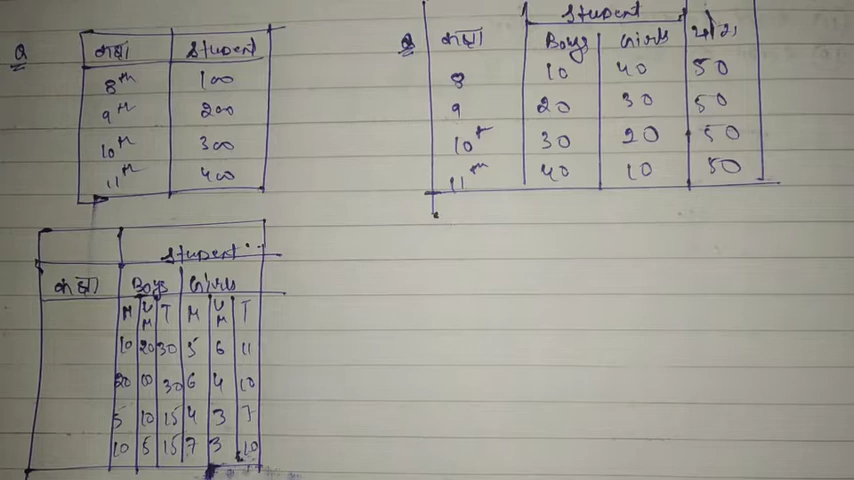 Q
कक्षा Student
8th 100
9th 200
10th 300
11th 400
Q
Student
कक्षा Boys Girls
8 10 40 50
9 20 30 50
10th 30 20 50
11th 40 10 50
Student
कक्षा Boys Girls
M UM T M UM T
10 20 30 5 6 11
20 10 30 6 4 10
5 10 15 4 3 7
10 5 15 7 3 10